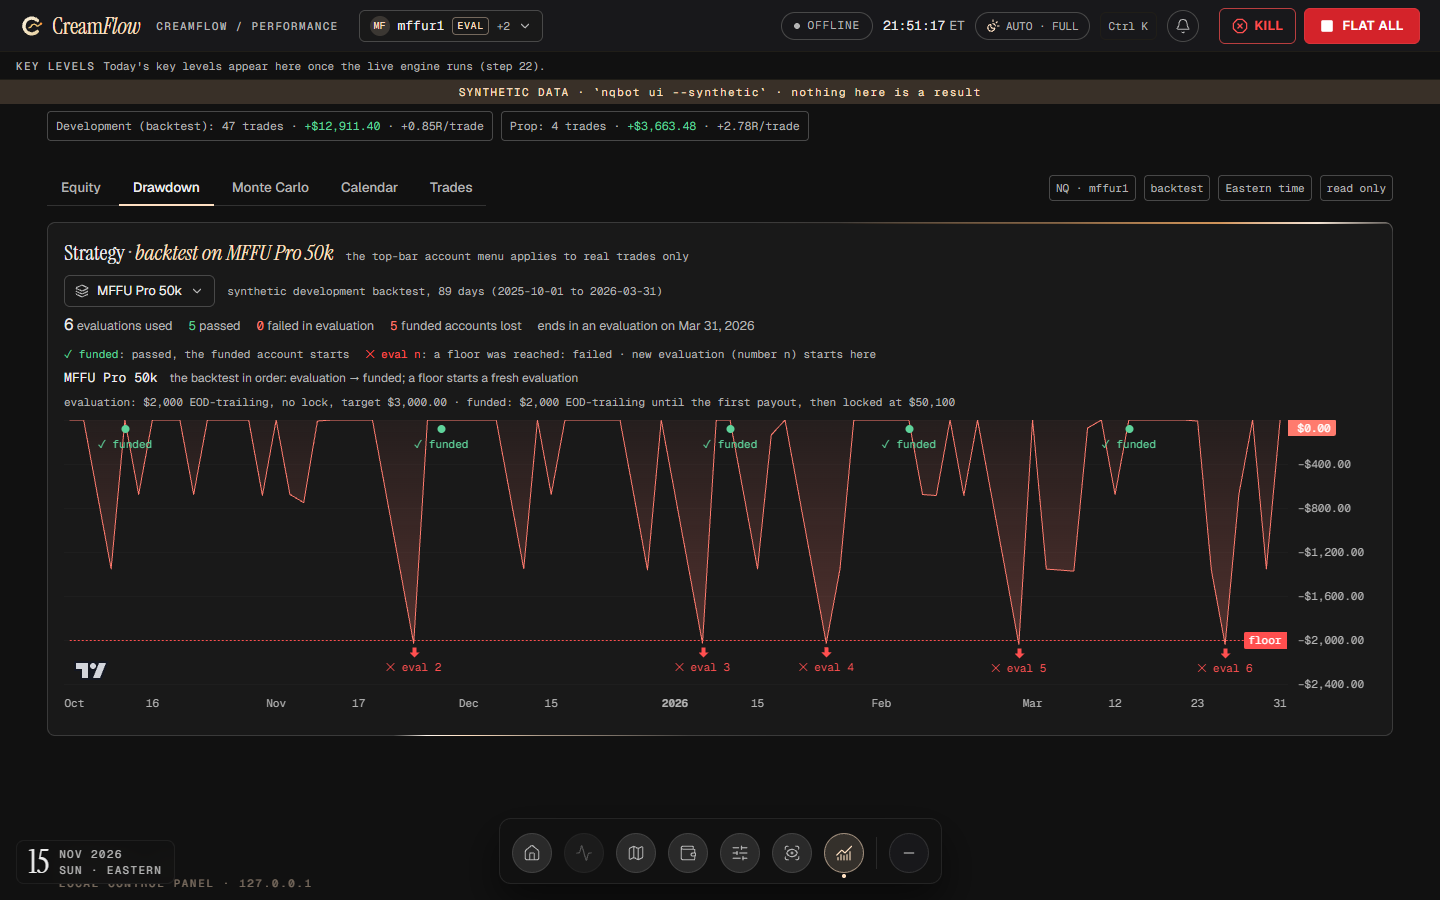 CreamFlow CREAMFLOW / PERFORMANCE MF mffur1 EVAL +2 OFFLINE 21:51:17 ET AUTO · FULL Ctrl K KILL FLAT ALL
KEY LEVELS Today's key levels appear here once the live engine runs (step 22).
SYNTHETIC DATA · `nqbot ui --synthetic` · nothing here is a result
Development (backtest): 47 trades · +$12,911.40 · +0.85R/trade Prop: 4 trades · +$3,663.48 · +2.78R/trade
Equity Drawdown Monte Carlo Calendar Trades NQ · mffur1 backtest Eastern time read only
Strategy · backtest on MFFU Pro 50k the top-bar account menu applies to real trades only
MFFU Pro 50k synthetic development backtest, 89 days (2025-10-01 to 2026-03-31)
6 evaluations used 5 passed 0 failed in evaluation 5 funded accounts lost ends in an evaluation on Mar 31, 2026
✓ funded: passed, the funded account starts ✕ eval n: a floor was reached: failed · new evaluation (number n) starts here
MFFU Pro 50k the backtest in order: evaluation → funded; a floor starts a fresh evaluation
evaluation: $2,000 EOD-trailing, no lock, target $3,000.00 · funded: $2,000 EOD-trailing until the first payout, then locked at $50,100
$0.00
✓ funded ✓ funded ✓ funded ✓ funded ✓ funded
-$400.00
-$800.00
-$1,200.00
-$1,600.00
floor -$2,000.00
✕ eval 2 ✕ eval 3 ✕ eval 4 ✕ eval 5 ✕ eval 6
-$2,400.00
Oct 16 Nov 17 Dec 15 2026 15 Feb Mar 12 23 31
15 NOV 2026
SUN · EASTERN
LOCAL CONTROL PANEL · 127.0.0.1